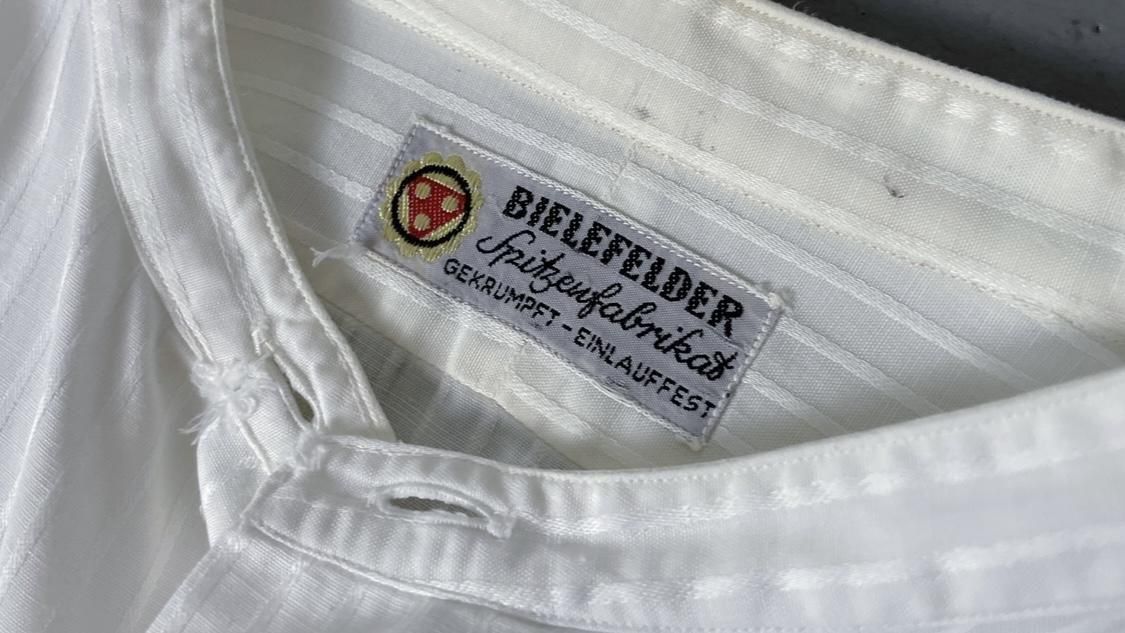 BIELEFELDER
Spitzenfabrikat
GEKRUMPFT - EINLAUFFEST